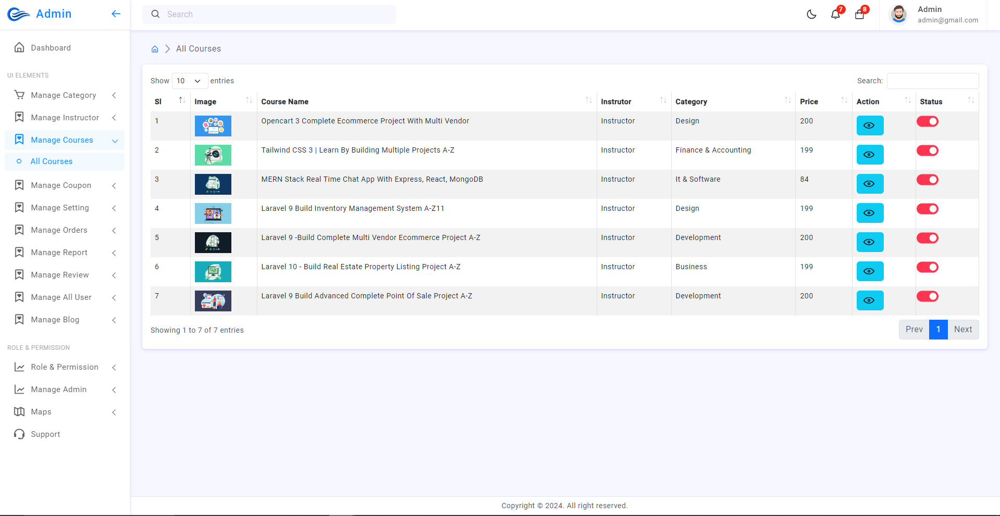 Admin
Search
7
8
Admin
admin@gmail.com
Dashboard
UI ELEMENTS
Manage Category
Manage Instructor
Manage Courses
All Courses
Manage Coupon
Manage Setting
Manage Orders
Manage Report
Manage Review
Manage All User
Manage Blog
ROLE & PERMISSION
Role & Permission
Manage Admin
Maps
Support
All Courses
Show 10 entries
Search:
Sl Image Course Name Instrutor Category Price Action Status
1 Opencart 3 Complete Ecommerce Project With Multi Vendor Instructor Design 200
2 Tailwind CSS 3 | Learn By Building Multiple Projects A-Z Instructor Finance & Accounting 199
3 MERN Stack Real Time Chat App With Express, React, MongoDB Instructor It & Software 84
4 Laravel 9 Build Inventory Management System A-Z11 Instructor Design 199
5 Laravel 9 -Build Complete Multi Vendor Ecommerce Project A-Z Instructor Development 200
6 Laravel 10 - Build Real Estate Property Listing Project A-Z Instructor Business 199
7 Laravel 9 Build Advanced Complete Point Of Sale Project A-Z Instructor Development 200
Showing 1 to 7 of 7 entries
Prev 1 Next
Copyright © 2024. All right reserved.